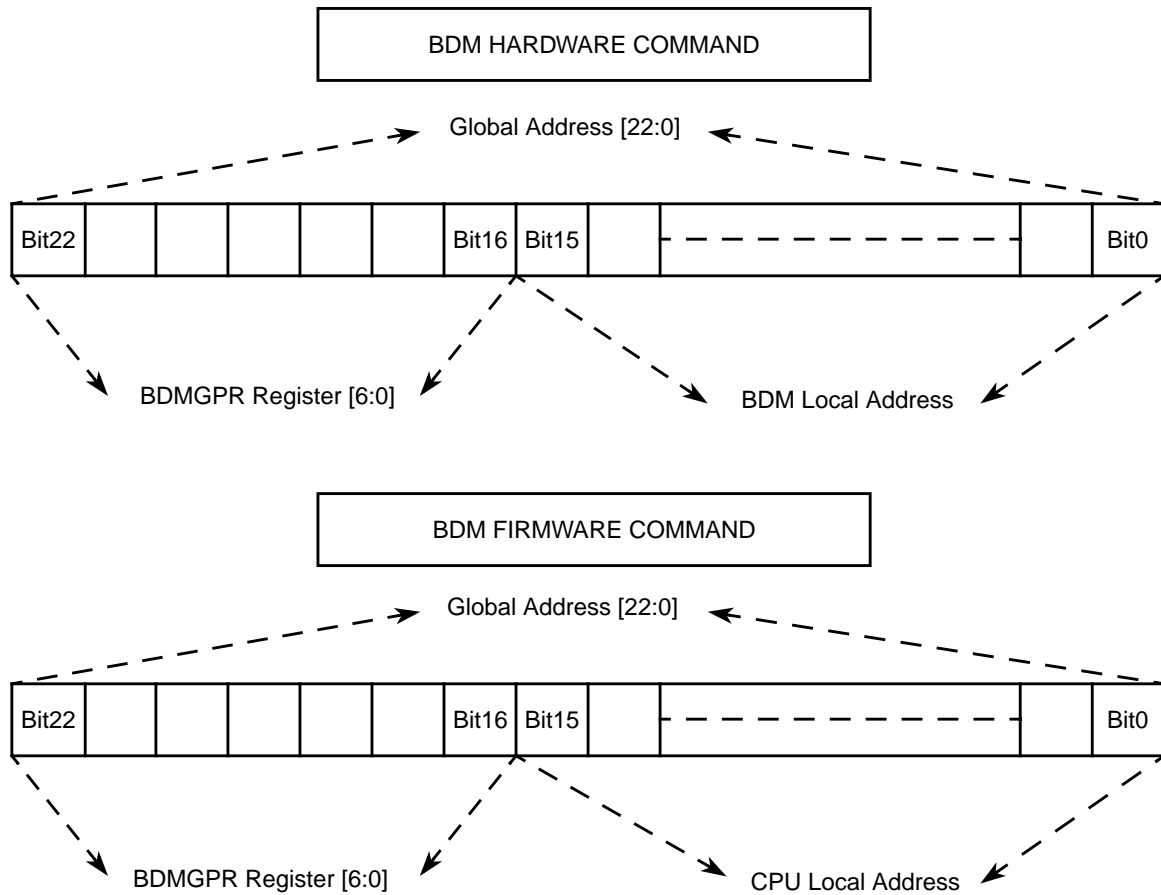 BDM HARDWARE COMMAND
Global Address [22:0]
Bit22 Bit16 Bit15 Bit0
BDMGPR Register [6:0] BDM Local Address
BDM FIRMWARE COMMAND
Global Address [22:0]
Bit22 Bit16 Bit15 Bit0
BDMGPR Register [6:0] CPU Local Address